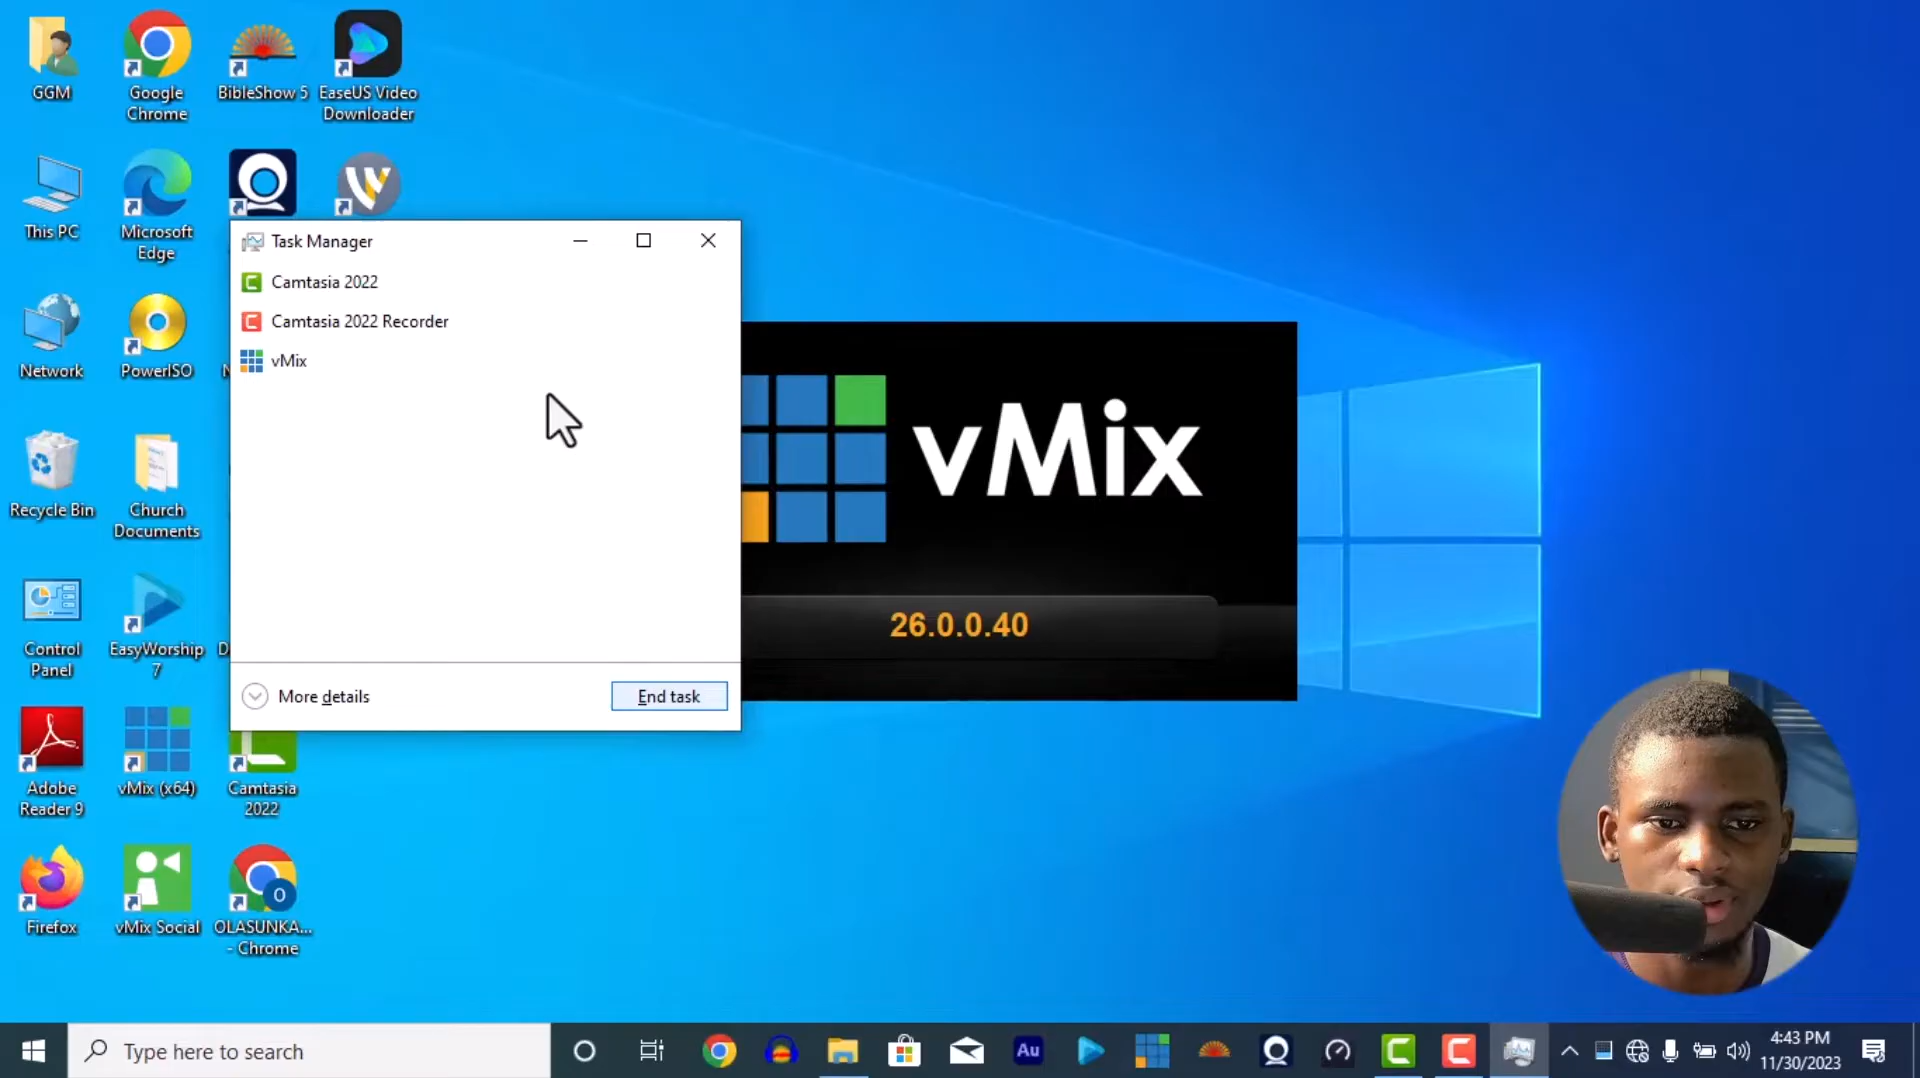 GGM
Google
Chrome
BibleShow 5
EaseUS Video
Downloader
This PC
Microsoft
Edge
Task Manager
Camtasia 2022
Camtasia 2022 Recorder
vMix
Network
PowerISO
Recycle Bin
Church
Documents
vMix
26.0.0.40
Control
Panel
EasyWorship
7
More details
End task
Adobe
Reader 9
vMix (x64)
Camtasia
2022
Firefox
vMix Social
OLASUNKA...
- Chrome
Type here to search
Au
4:43 PM
11/30/2023